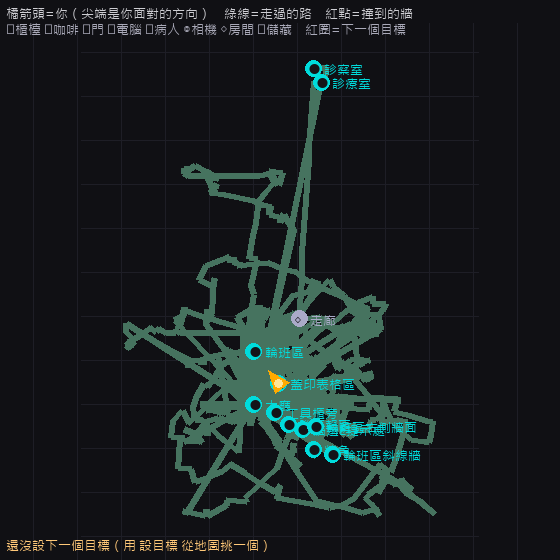 橘箭頭=你（尖端是你面對的方向） 綠線=走過的路 紅點=撞到的牆
櫃檯 咖啡 門 電腦 病人 相機 ◇房間 儲藏 紅圈=下一個目標
診察室
診療室
走廊
輪班區
蓋印表格區
工具櫃旁
輪班區斜線牆
還沒設下一個目標（用 設目標 從地圖挑一個）